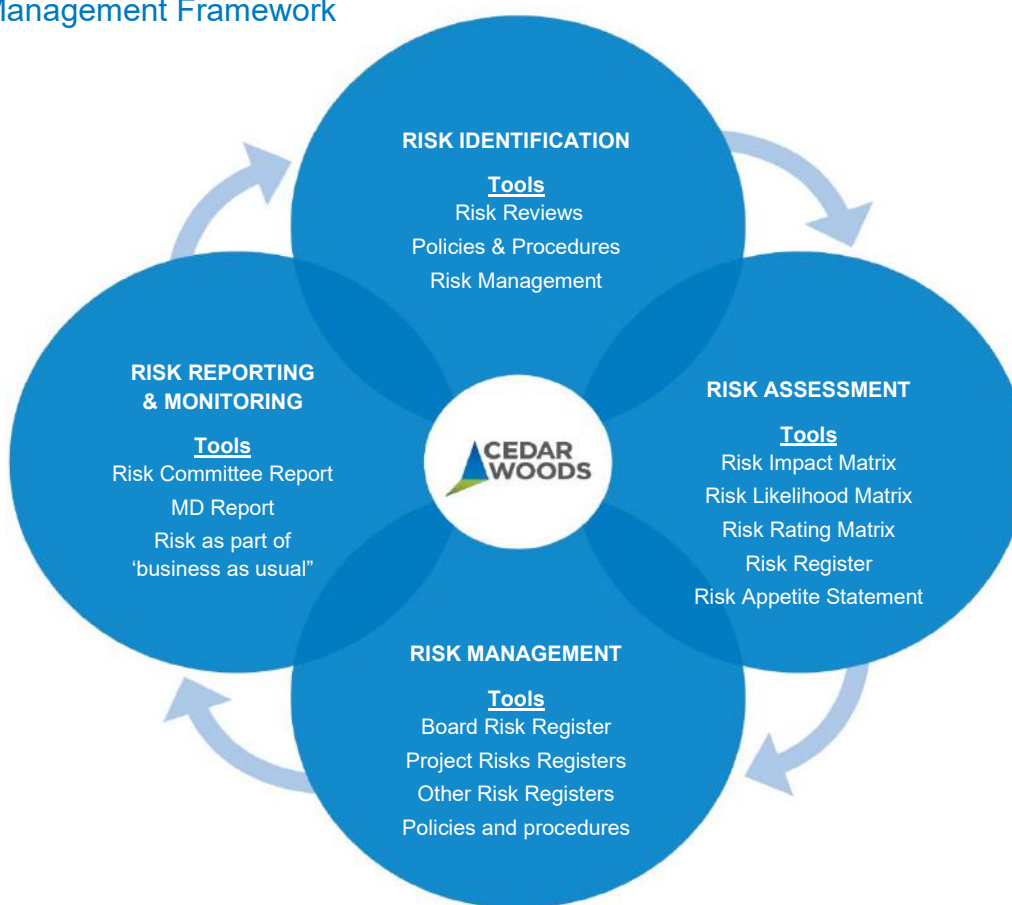 Management Framework
RISK IDENTIFICATION
Tools
Risk Reviews
Policies & Procedures
Risk Management
RISK REPORTING
& MONITORING
Tools
Risk Committee Report
MD Report
Risk as part of
‘business as usual”
CEDAR
WOODS
RISK ASSESSMENT
Tools
Risk Impact Matrix
Risk Likelihood Matrix
Risk Rating Matrix
Risk Register
Risk Appetite Statement
RISK MANAGEMENT
Tools
Board Risk Register
Project Risks Registers
Other Risk Registers
Policies and procedures